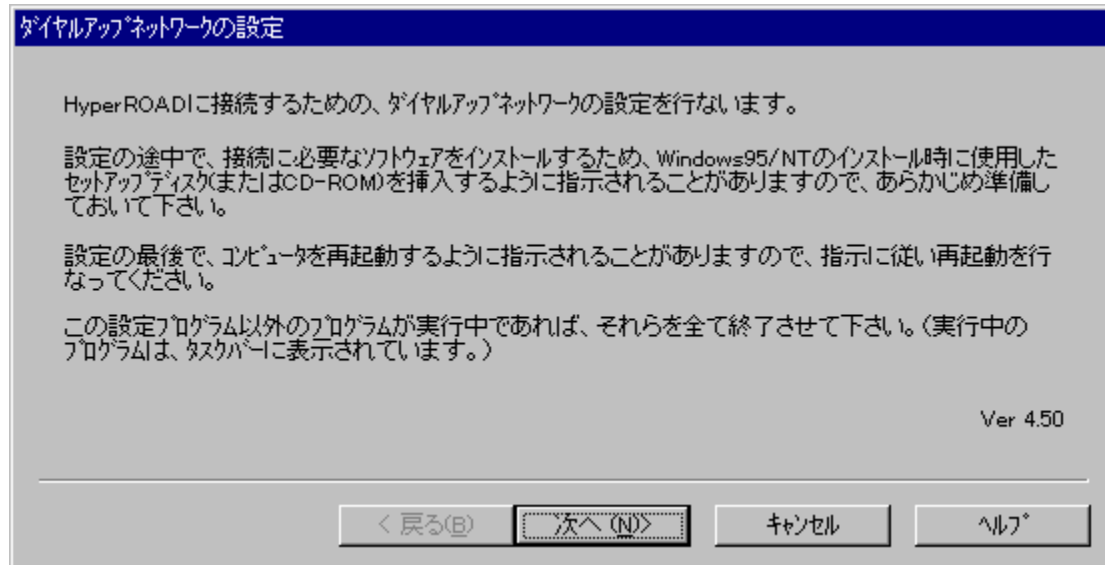 ﾀﾞｲﾔﾙｱｯﾌﾟﾈｯﾄﾜｰｸの設定
HyperROADに接続するための、ﾀﾞｲﾔﾙｱｯﾌﾟﾈｯﾄﾜｰｸの設定を行ないます。
設定の途中で、接続に必要なｿﾌﾄｳｪｱをｲﾝｽﾄｰﾙするため、Windows95/NTのｲﾝｽﾄｰﾙ時に使用した
ｾｯﾄｱｯﾌﾟﾃﾞｨｽｸ(またはCD-ROM)を挿入するように指示されることがありますので、あらかじめ準備し
ておいて下さい。
設定の最後で、ｺﾝﾋﾟｭｰﾀを再起動するように指示されることがありますので、指示に従い再起動を行
なってください。
この設定ﾌﾟﾛｸﾞﾗﾑ以外のﾌﾟﾛｸﾞﾗﾑが実行中であれば、それらを全て終了させて下さい。（実行中の
ﾌﾟﾛｸﾞﾗﾑは、ﾀｽｸﾊﾞｰに表示されています。）
Ver 4.50
< 戻る(B)
次へ (N)>
ｷｬﾝｾﾙ
ﾍﾙﾌﾟ